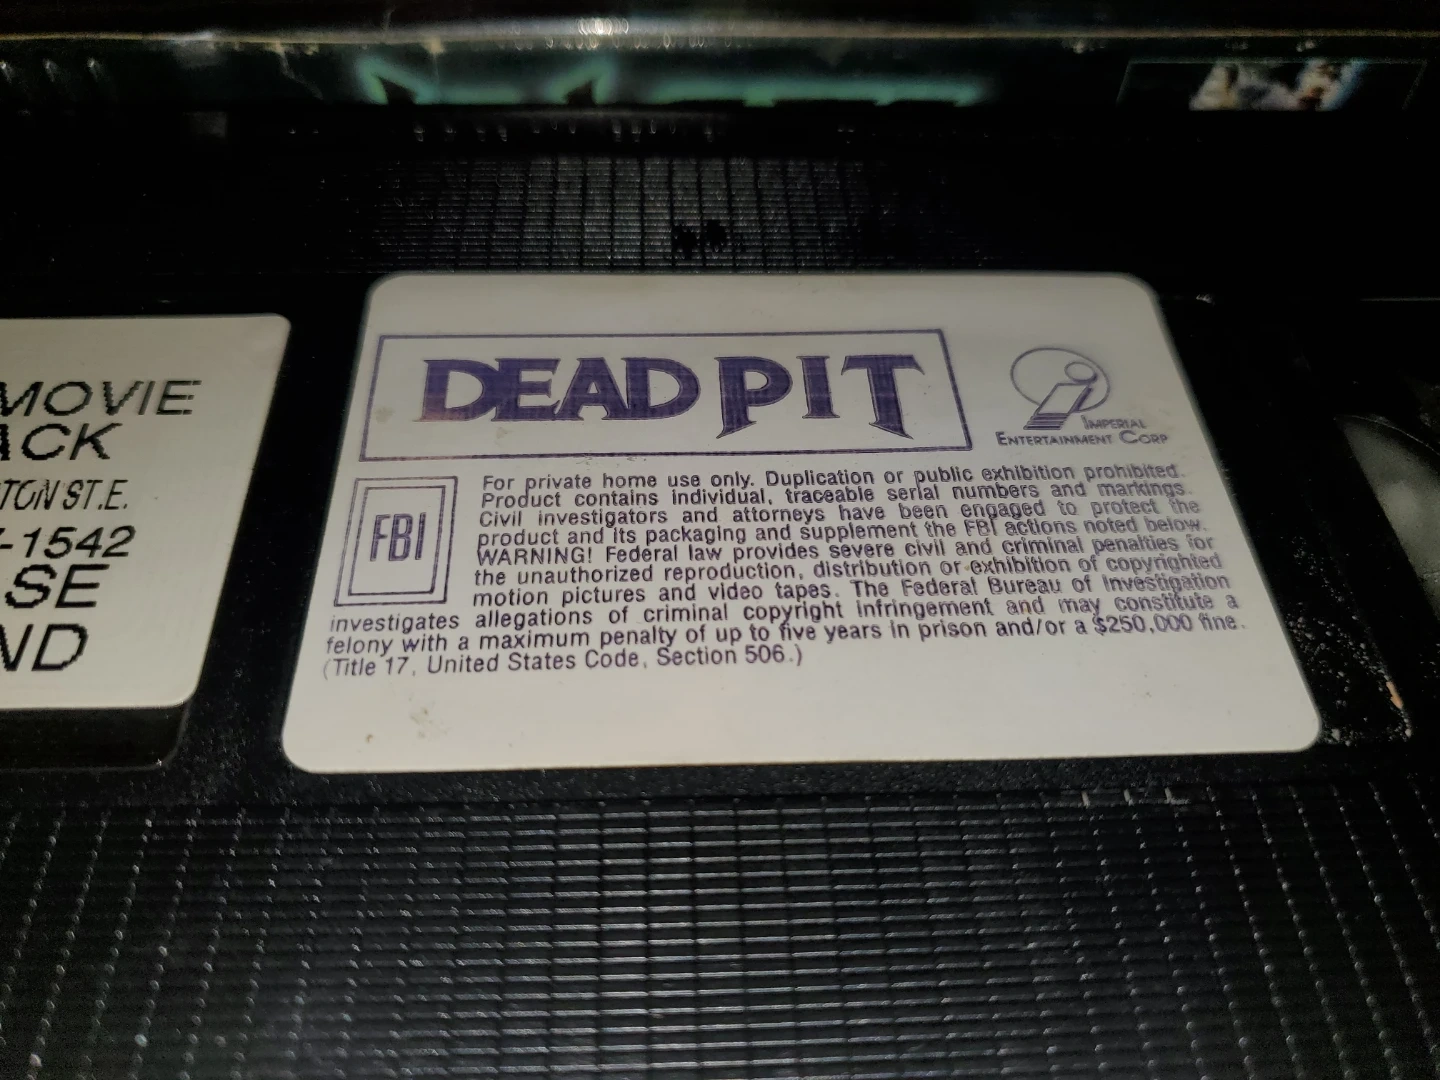 MOVIE
ACK
TON ST.E.
7-1542
SE
ND
DEAD PIT
IMPERIAL
ENTERTAINMENT CORP
FBI
For private home use only. Duplication or public exhibition prohibited.
Product contains individual, traceable serial numbers and markings.
Civil investigators and attorneys have been engaged to protect the
product and its packaging and supplement the FBI actions noted below.
WARNING! Federal law provides severe civil and criminal penalties for
the unauthorized reproduction, distribution or exhibition of copyrighted
motion pictures and video tapes. The Federal Bureau of Investigation
investigates allegations of criminal copyright infringement and may constitute a
felony with a maximum penalty of up to five years in prison and/or a $250,000 fine.
(Title 17, United States Code, Section 506.)